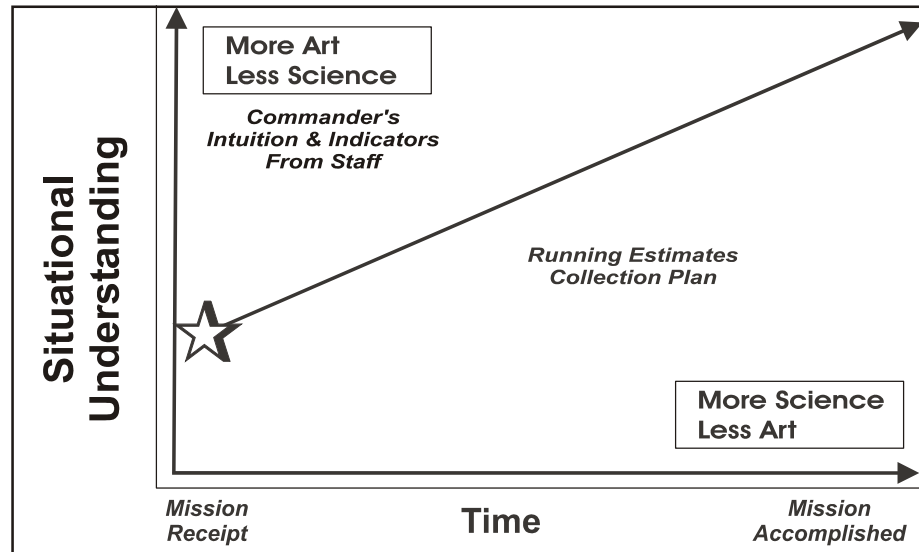 More Art
Less Science
Commander's
Intuition & Indicators
From Staff
Situational
Understanding
Running Estimates
Collection Plan
More Science
Less Art
Mission
Receipt
Time
Mission
Accomplished